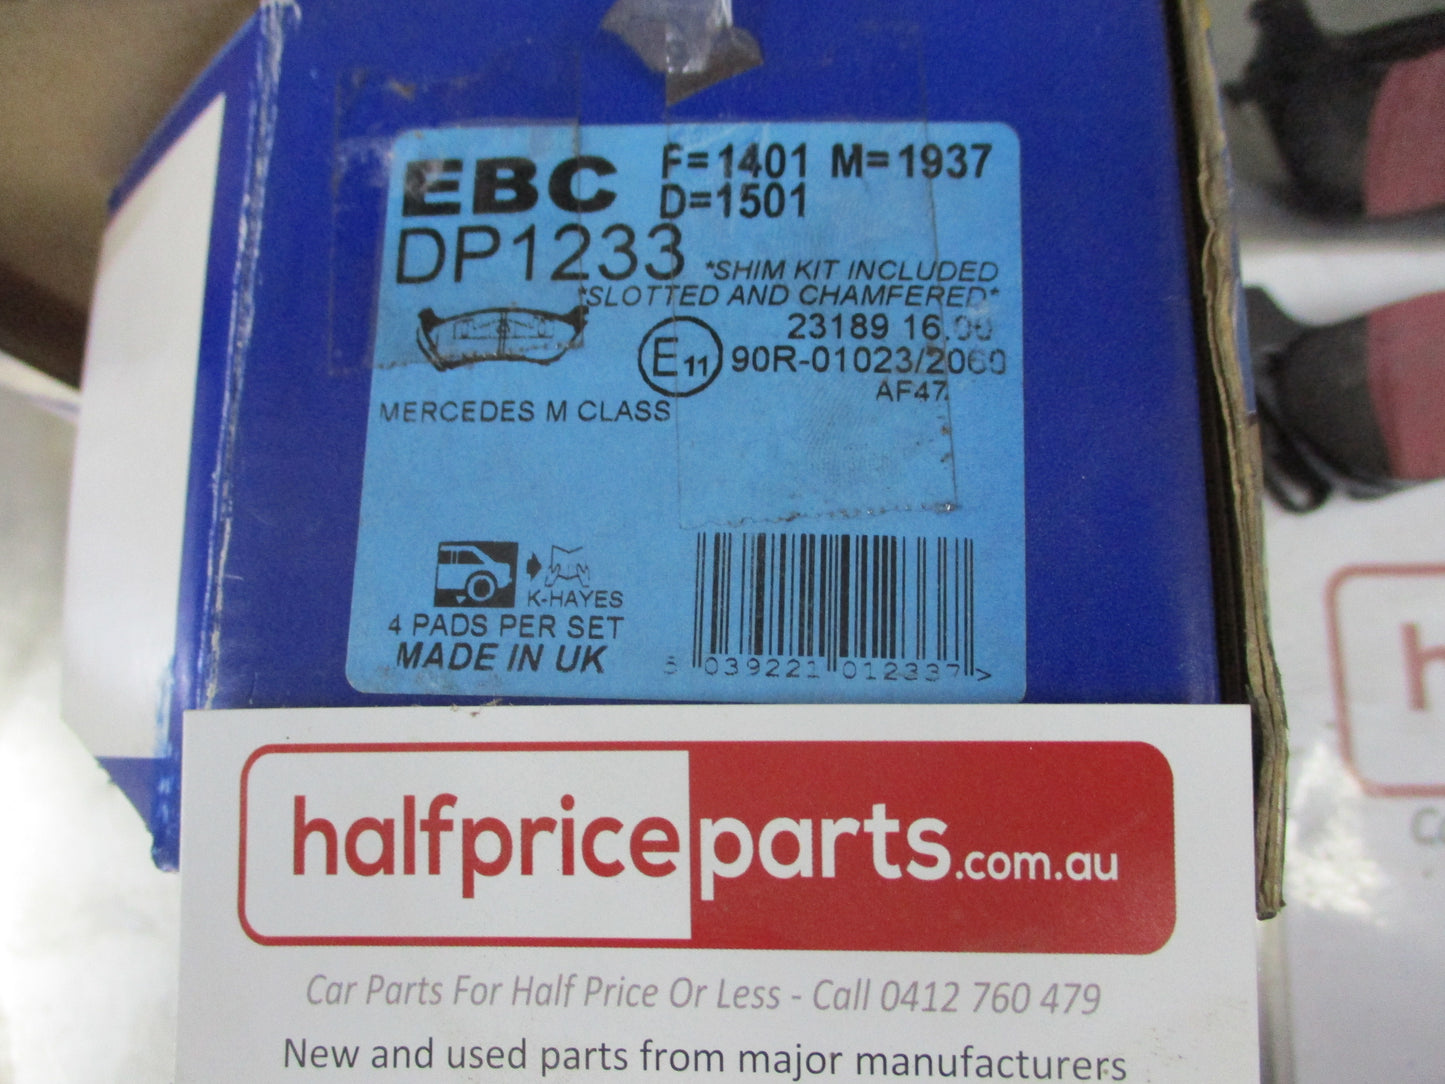 EBC F=1401 M=1937
D=1501
DP1233
*SHIM KIT INCLUDED
*SLOTTED AND CHAMFERED*
23189 16.00
E11 90R-01023/2060
AF47
MERCEDES M CLASS
K-HAYES
4 PADS PER SET
MADE IN UK
5 039221 012337 >
halfpriceparts.com.au
Car Parts For Half Price Or Less - Call 0412 760 479
New and used parts from major manufacturers